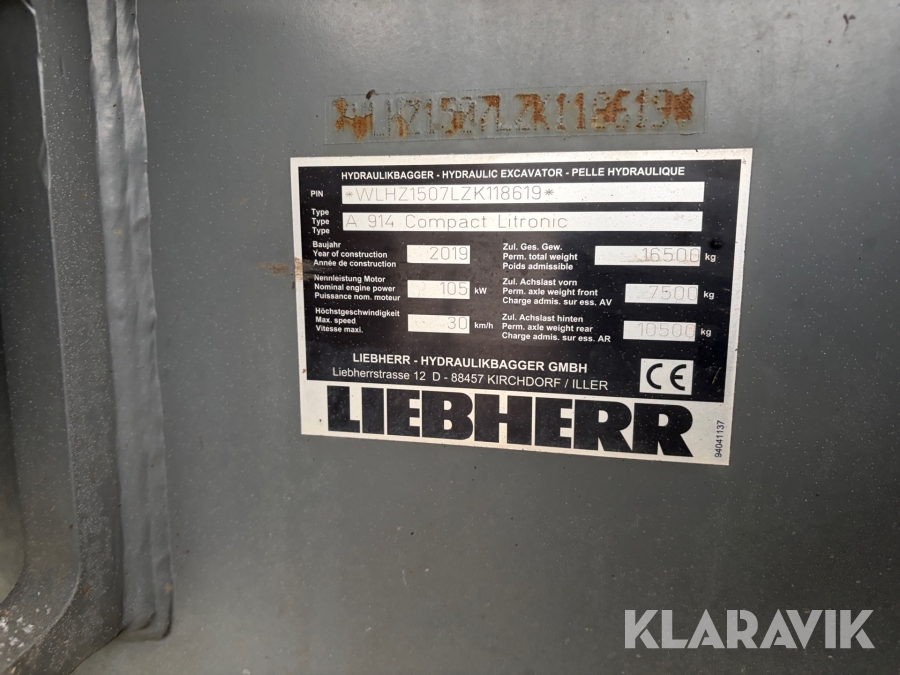 *WLHZ1507LZK118619*
HYDRAULIKBAGGER - HYDRAULIC EXCAVATOR - PELLE HYDRAULIQUE
PIN *WLHZ1507LZK118619*
Type
Type A 914 Compact Litronic
Type
Baujahr
Year of construction 2019
Année de construction
Zul. Ges. Gew.
Perm. total weight 16500 kg
Poids admissible
Nennleistung Motor
Nominal engine power 105 kW
Puissance nom. moteur
Zul. Achslast vorn
Perm. axle weight front 7500 kg
Charge admis. sur ess. AV
Höchstgeschwindigkeit
Max. speed 30 km/h
Vitesse maxi.
Zul. Achslast hinten
Perm. axle weight rear 10500 kg
Charge admis. sur ess. AR
LIEBHERR - HYDRAULIKBAGGER GMBH
Liebherrstrasse 12 D - 88457 KIRCHDORF / ILLER
CE
LIEBHERR
94041137
KLARAVIK